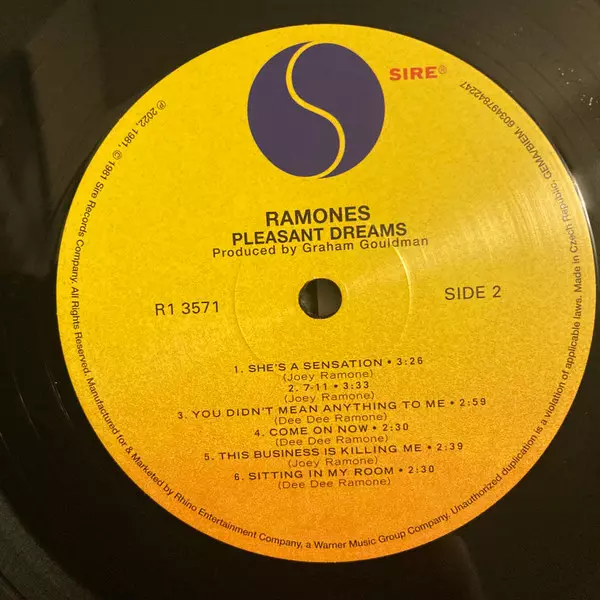 SIRE®
RAMONES
PLEASANT DREAMS
Produced by Graham Gouldman
R1 3571
SIDE 2
1. SHE'S A SENSATION • 3:26
(Joey Ramone)
2. 7-11 • 3:33
(Joey Ramone)
3. YOU DIDN'T MEAN ANYTHING TO ME • 2:59
(Dee Dee Ramone)
4. COME ON NOW • 2:30
(Dee Dee Ramone)
5. THIS BUSINESS IS KILLING ME • 2:39
(Joey Ramone)
6. SITTING IN MY ROOM • 2:30
(Dee Dee Ramone)
℗ 2022, 1981, © 1981 Sire Records Company. All Rights Reserved. Manufactured for & Marketed by Rhino Entertainment Company, a Warner Music Group Company. Unauthorized duplication is a violation of applicable laws. Made in Czech Republic. GEMA/BIEM 603497842247